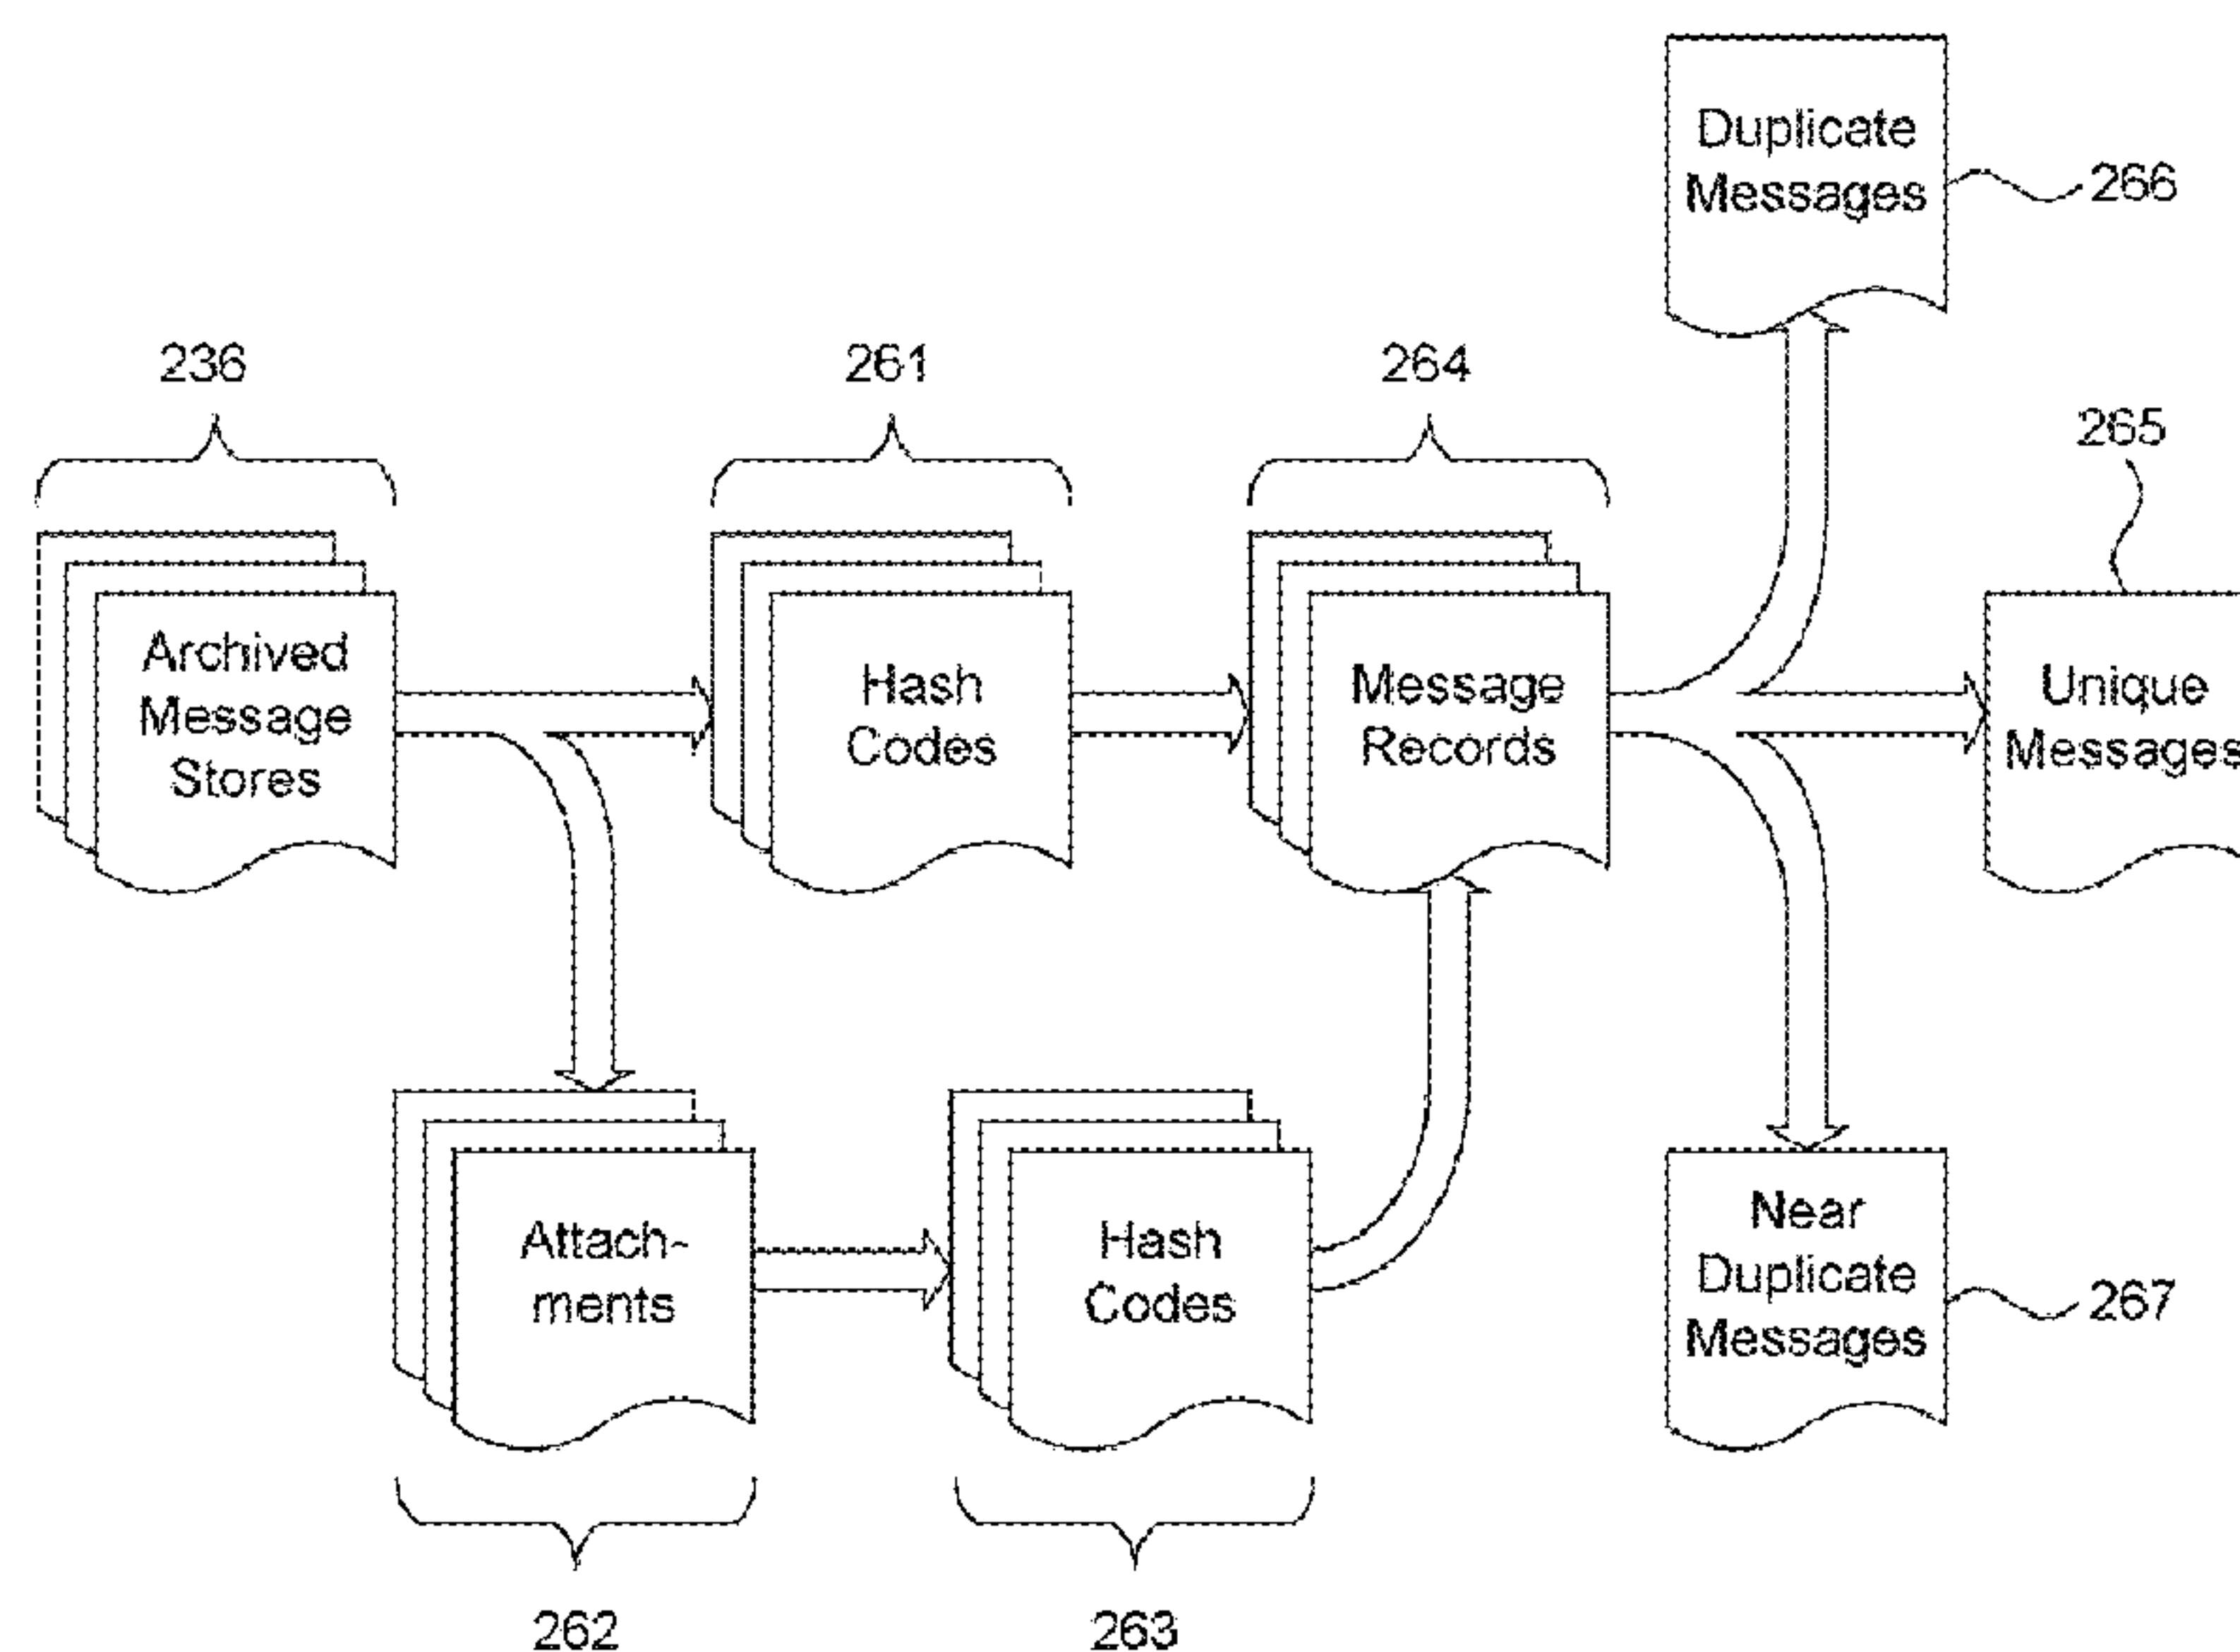 Duplicate
Messages
266
236
261
264
265
Archived
Message
Stores
Hash
Codes
Message
Records
Unique
Messages
Attach-
ments
Hash
Codes
Near
Duplicate
Messages
267
262
263